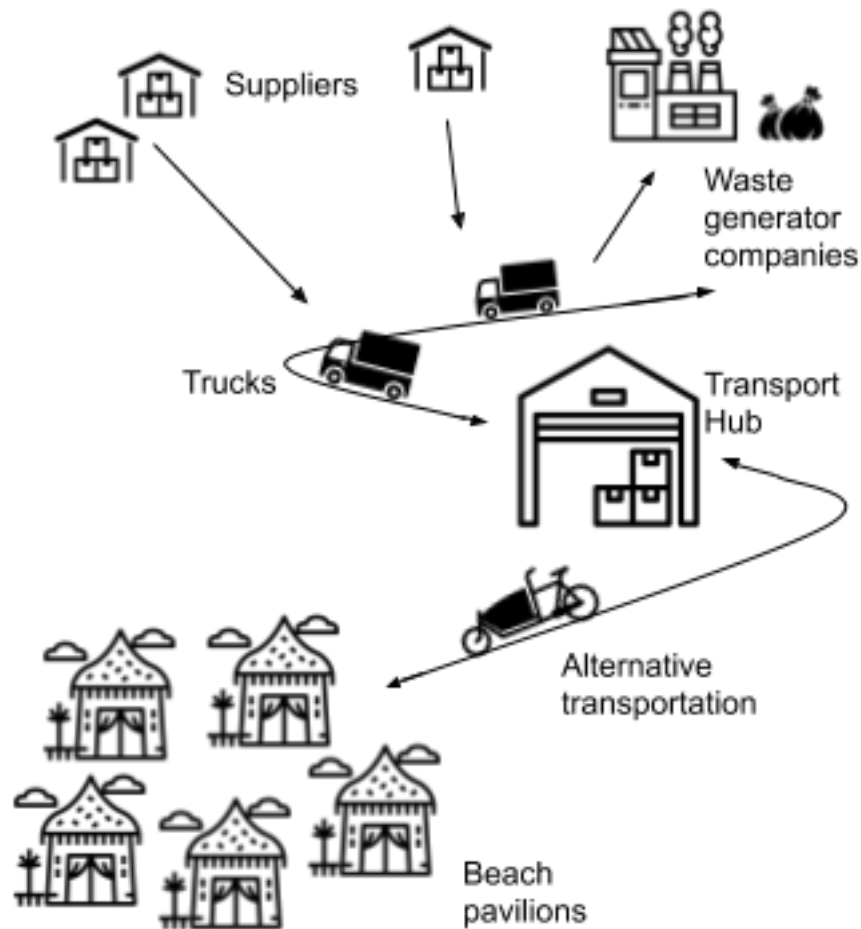 Suppliers
Waste
generator
companies
Trucks
Transport
Hub
Alternative
transportation
Beach
pavilions